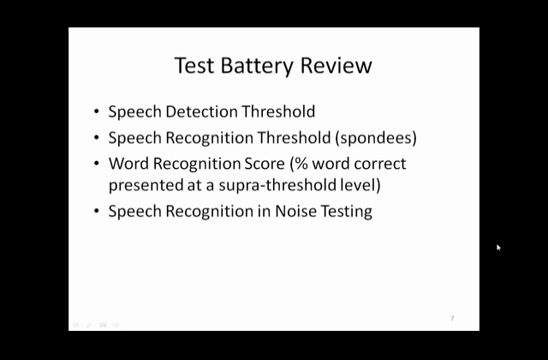 Test Battery Review
• Speech Detection Threshold
• Speech Recognition Threshold (spondees)
• Word Recognition Score (% word correct
presented at a supra-threshold level)
• Speech Recognition in Noise Testing
7